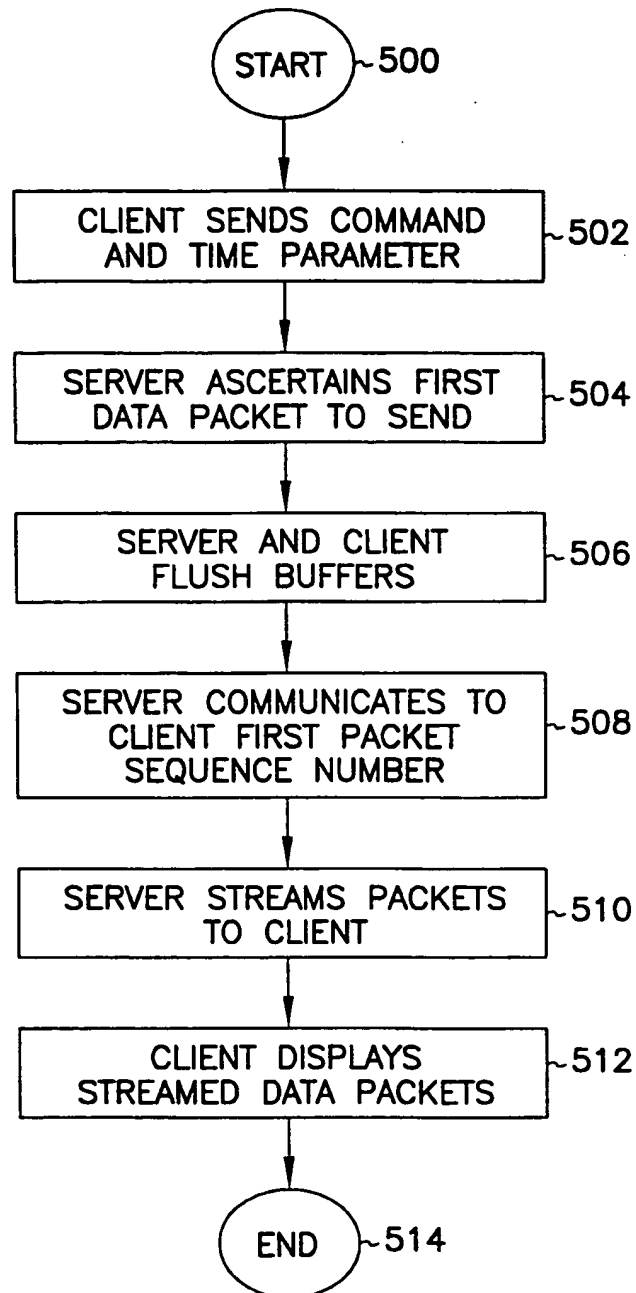 START
500
CLIENT SENDS COMMAND
AND TIME PARAMETER
502
SERVER ASCERTAINS FIRST
DATA PACKET TO SEND
504
SERVER AND CLIENT
FLUSH BUFFERS
506
SERVER COMMUNICATES TO
CLIENT FIRST PACKET
SEQUENCE NUMBER
508
SERVER STREAMS PACKETS
TO CLIENT
510
CLIENT DISPLAYS
STREAMED DATA PACKETS
512
END
514